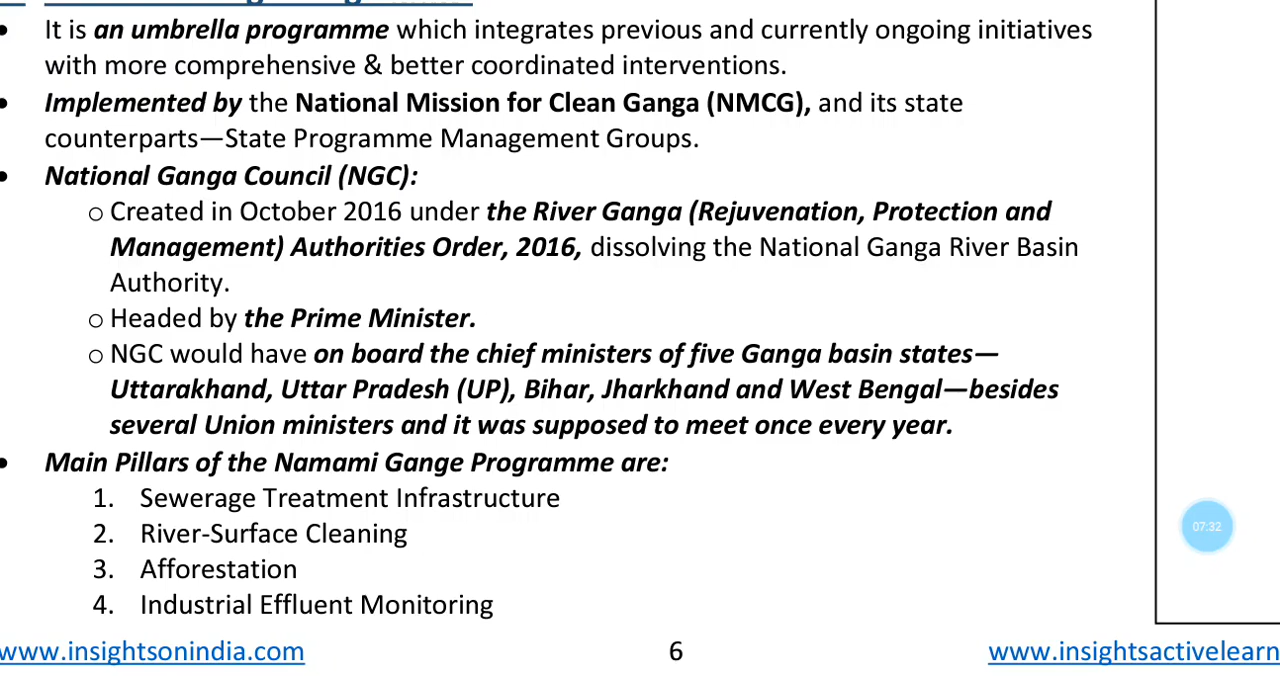 • It is an umbrella programme which integrates previous and currently ongoing initiatives
with more comprehensive & better coordinated interventions.
• Implemented by the National Mission for Clean Ganga (NMCG), and its state
counterparts—State Programme Management Groups.
• National Ganga Council (NGC):
o Created in October 2016 under the River Ganga (Rejuvenation, Protection and
Management) Authorities Order, 2016, dissolving the National Ganga River Basin
Authority.
o Headed by the Prime Minister.
o NGC would have on board the chief ministers of five Ganga basin states—
Uttarakhand, Uttar Pradesh (UP), Bihar, Jharkhand and West Bengal—besides
several Union ministers and it was supposed to meet once every year.
• Main Pillars of the Namami Gange Programme are:
1. Sewerage Treatment Infrastructure
2. River-Surface Cleaning
07:32
3. Afforestation
4. Industrial Effluent Monitoring
www.insightsonindia.com 6 www.insightsactivelearn